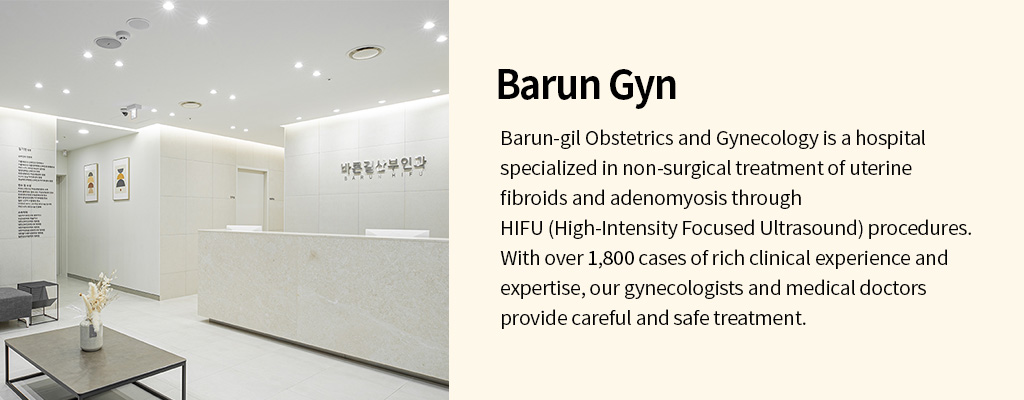 바른길산부인과
BARUN HIFU
Barun Gyn
Barun-gil Obstetrics and Gynecology is a hospital
specialized in non-surgical treatment of uterine
fibroids and adenomyosis through
HIFU (High-Intensity Focused Ultrasound) procedures.
With over 1,800 cases of rich clinical experience and
expertise, our gynecologists and medical doctors
provide careful and safe treatment.